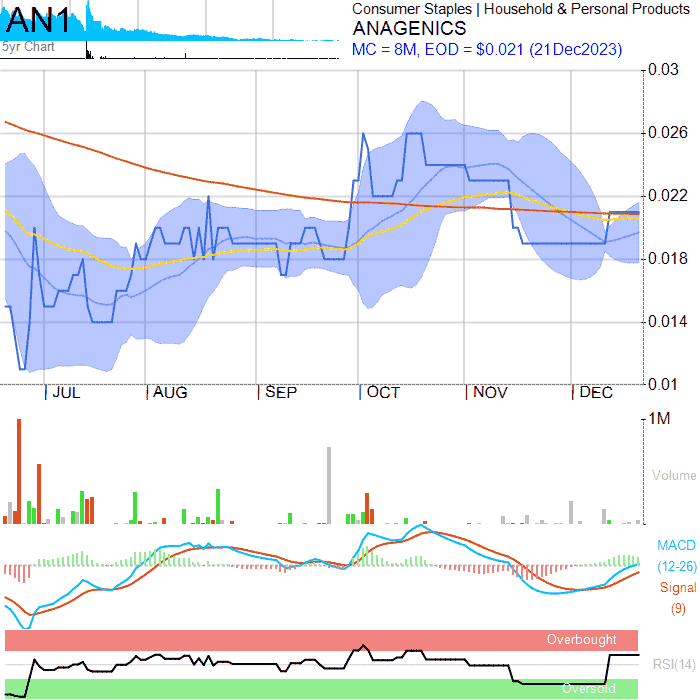 AN1
5yr Chart
Consumer Staples | Household & Personal Products
ANAGENICS
MC = 8M, EOD = $0.021 (21Dec2023)
0.03
0.026
0.022
0.018
0.014
0.01
JUL AUG SEP OCT NOV DEC
1M
Volume
MACD
(12-26)
Signal
(9)
Overbought
RSI(14)
Oversold